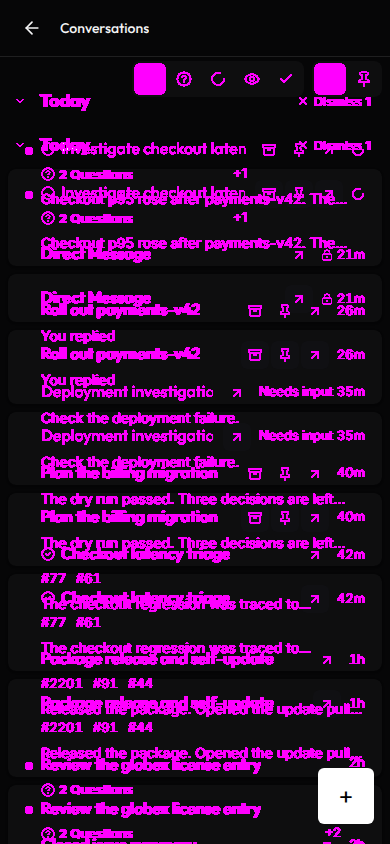 Conversations
Today
Dismiss 1
Today
Dismiss 1
Investigate checkout laten
2 Questions +1
Investigate checkout laten
Checkout p95 rose after payments-v42. The...
2 Questions +1
Checkout p95 rose after payments-v42. The...
Direct Message 21m
Direct Message 21m
Roll out payments-v42 26m
You replied
Roll out payments-v42 26m
You replied
Deployment investigatio Needs input 35m
Check the deployment failure.
Deployment investigatio Needs input 35m
Check the deployment failure.
Plan the billing migration 40m
The dry run passed. Three decisions are left...
Plan the billing migration 40m
The dry run passed. Three decisions are left...
Checkout latency triage 42m
#77 #61
Checkout latency triage 42m
The checkout regression was traced to...
#77 #61
The checkout regression was traced to...
Package release and self-update 1h
#2201 #91 #44
Package release and self-update 1h
Released the package. Opened the update pull...
#2201 #91 #44
Released the package. Opened the update pull...
Review the globex license entry 2h
2 Questions
Review the globex license entry
2 Questions +2